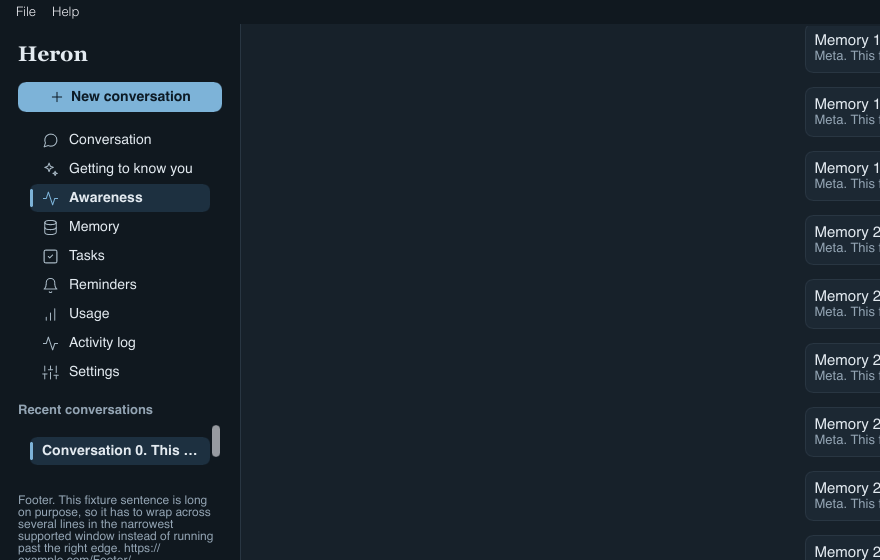 File Help
Heron
New conversation
Conversation
Getting to know you
Awareness
Memory
Tasks
Reminders
Usage
Activity log
Settings
Recent conversations
Conversation 0. This …
Footer. This fixture sentence is long
on purpose, so it has to wrap across
several lines in the narrowest
supported window instead of running
past the right edge. https://
example.com/Footer/
Memory 1
Meta. This
Memory 1
Meta. This
Memory 1
Meta. This
Memory 2
Meta. This
Memory 2
Meta. This
Memory 2
Meta. This
Memory 2
Meta. This
Memory 2
Meta. This
Memory 2